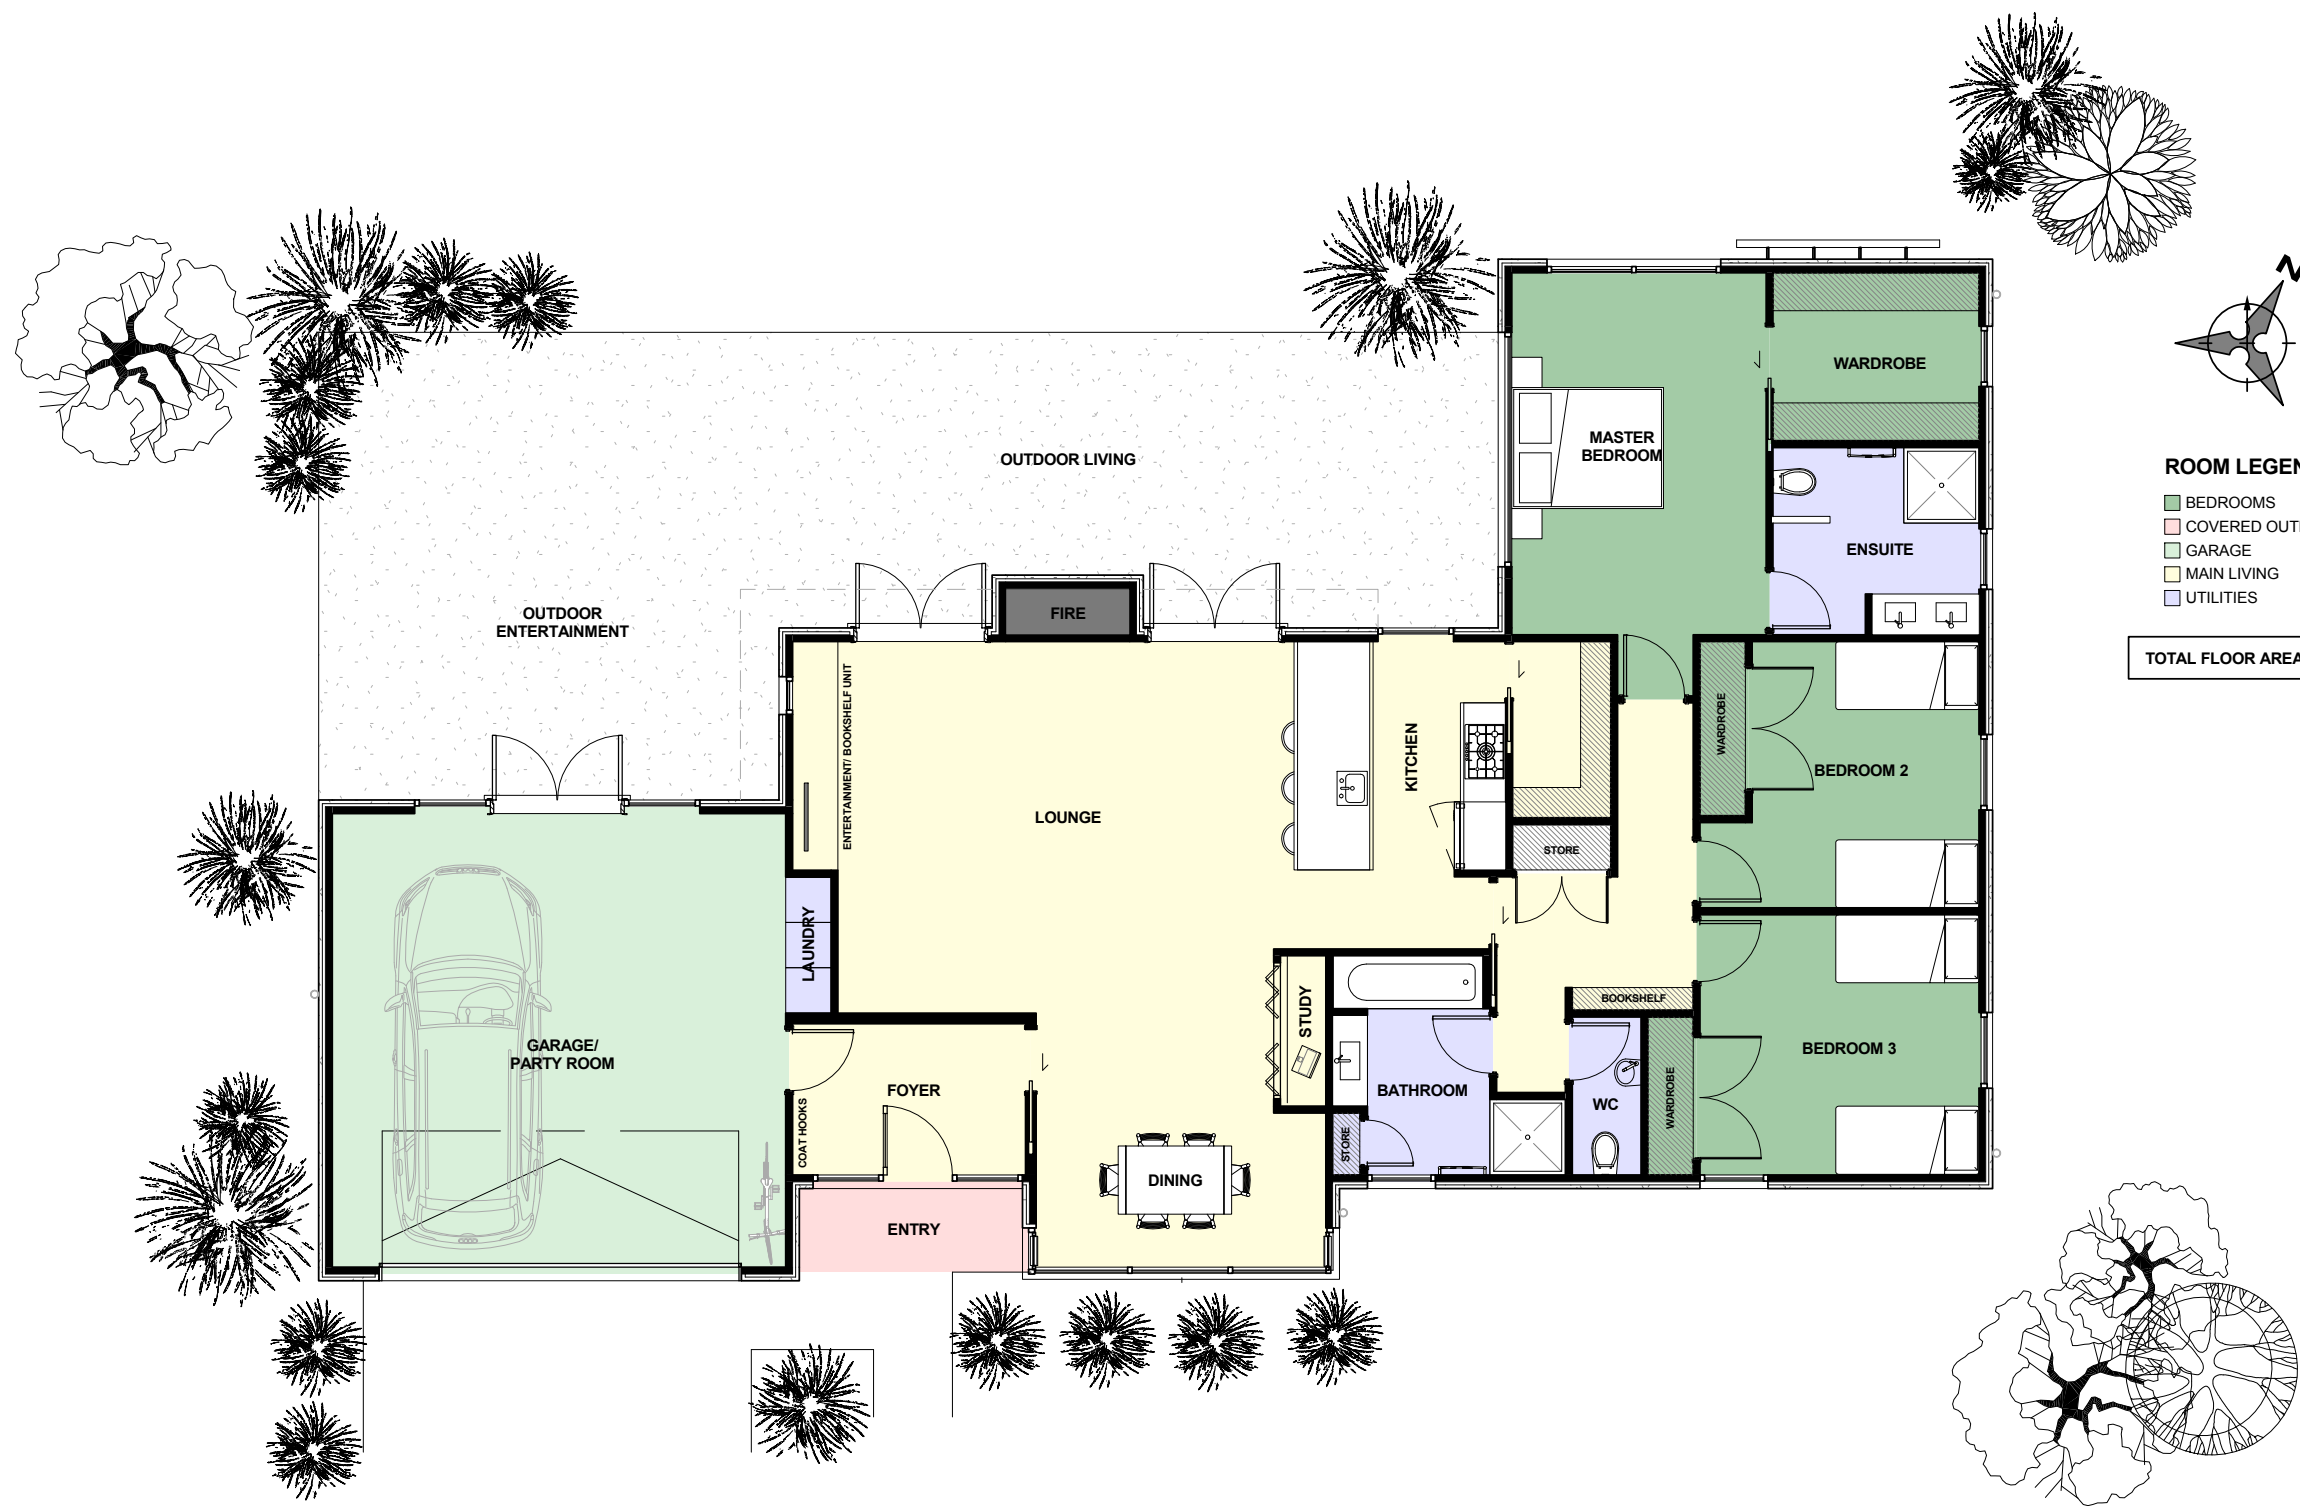 N
WARDROBE
MASTER
BEDROOM
OUTDOOR LIVING
ROOM LEGEN
BEDROOMS
COVERED OUT
GARAGE
MAIN LIVING
UTILITIES
ENSUITE
FIRE
OUTDOOR
ENTERTAINMENT
TOTAL FLOOR AREA
ENTERTAINMENT/ BOOKSHELF UNIT
WARDROBE
KITCHEN
BEDROOM 2
LOUNGE
STORE
LAUNDRY
BOOKSHELF
STUDY
GARAGE/
PARTY ROOM
BEDROOM 3
FOYER
BATHROOM
WC
WARDROBE
COAT HOOKS
STORE
DINING
ENTRY